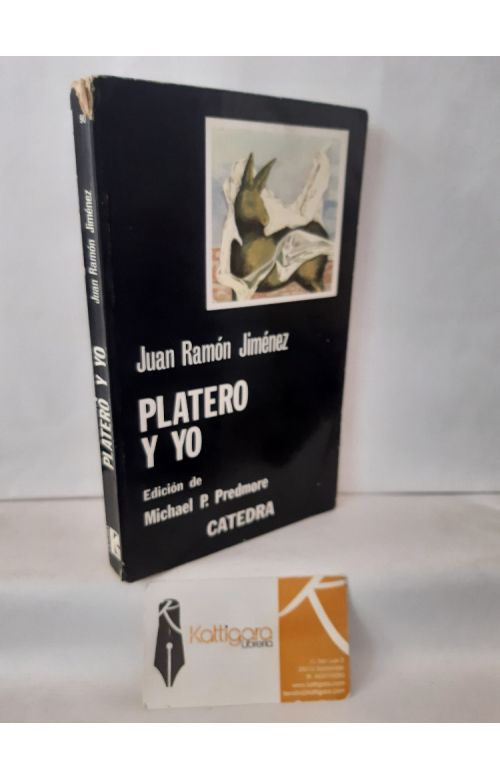 Juan Ramón Jiménez
PLATERO
Y YO
Edición de
Michael P. Predmore
CATEDRA
PLATERO Y YO
Juan Ramón Jiménez
Kattigara
Librería